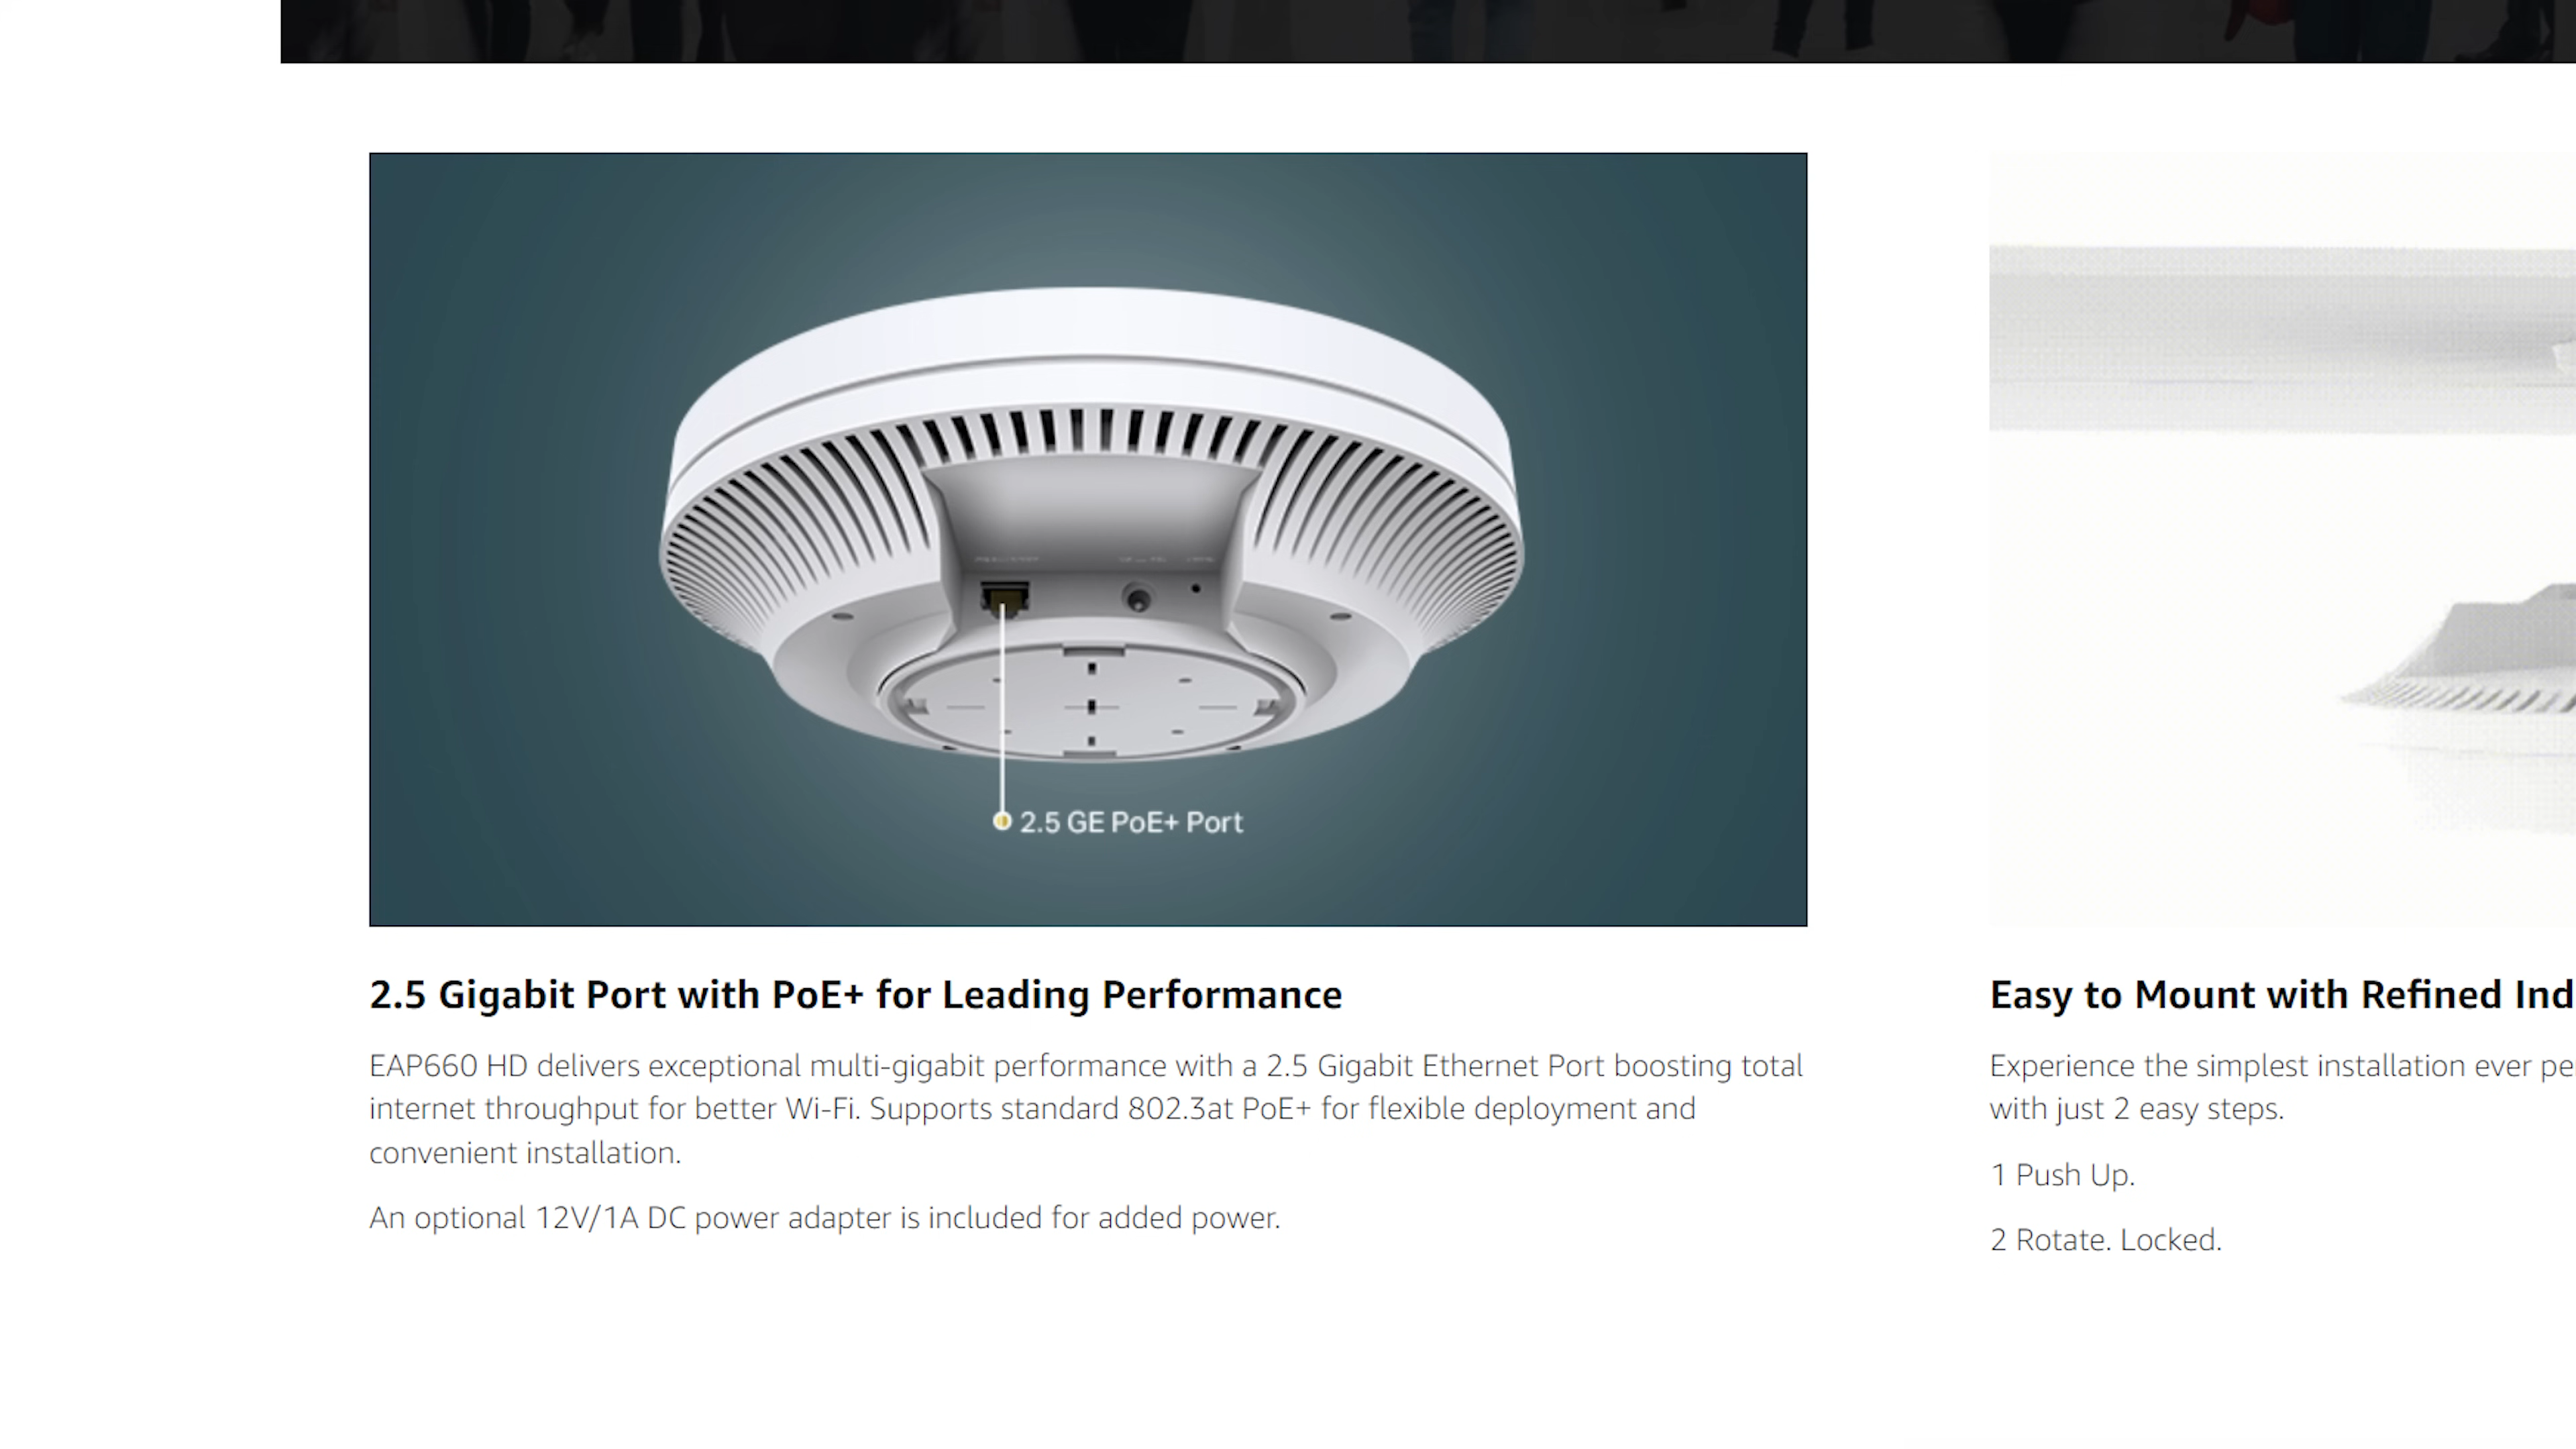 2.5 GE PoE+ Port
2.5 Gigabit Port with PoE+ for Leading Performance
EAP660 HD delivers exceptional multi-gigabit performance with a 2.5 Gigabit Ethernet Port boosting total
internet throughput for better Wi-Fi. Supports standard 802.3at PoE+ for flexible deployment and
convenient installation.
An optional 12V/1A DC power adapter is included for added power.
Easy to Mount with Refined
Experience the simplest installation ever
with just 2 easy steps.
1 Push Up.
2 Rotate. Locked.